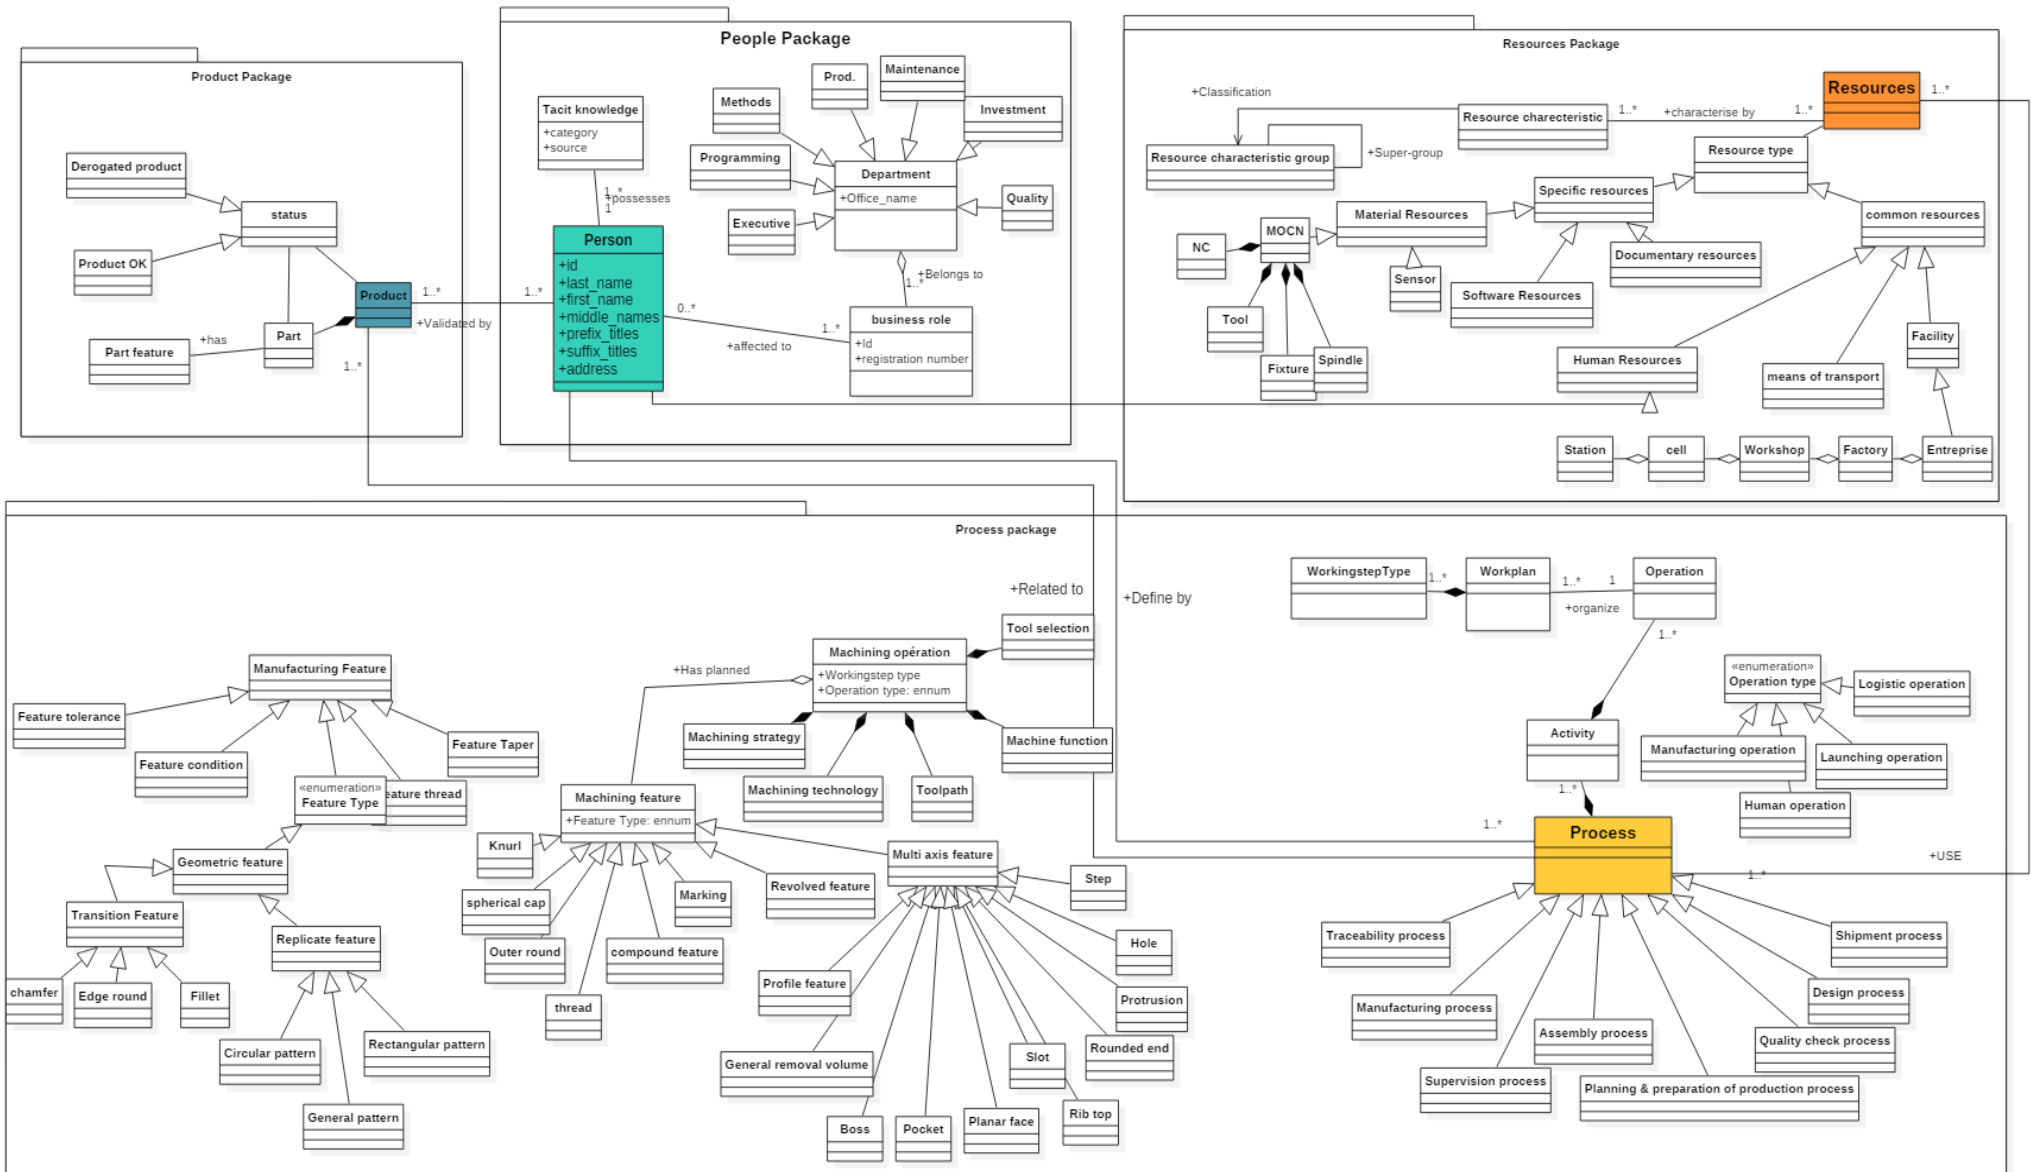 Product Package
Derogated product
status
Product OK
Product
1..*
+Validated by
Part
+has
Part feature
1..*
People Package
Tacit knowledge
+category
+source
1..*
+possesses
1
Person
+id
+last_name
+first_name
+middle_names
+prefix_titles
+suffix_titles
+address
1..*
0..*
+affected to
1..*
Methods
Prod.
Maintenance
Investment
Programming
Department
+Office_name
Quality
Executive
+Belongs to
1..*
business role
+Id
+registration number
Resources Package
Resources
1..*
+Classification
Resource charecteristic
1..*
+characterise by
1..*
Resource characteristic group
+Super-group
Resource type
Specific resources
common resources
Material Resources
MOCN
NC
Sensor
Documentary resources
Software Resources
Tool
Fixture
Spindle
Human Resources
means of transport
Facility
Station
cell
Workshop
Factory
Entreprise
Process package
+Related to
+Define by
WorkingstepType
1..*
Workplan
1..*
1
+organize
Operation
1..*
Activity
1..*
«enumeration»
Operation type
Logistic operation
Manufacturing operation
Launching operation
Human operation
Process
1..*
+USE
1..*
Traceability process
Shipment process
Manufacturing process
Design process
Assembly process
Quality check process
Supervision process
Planning & preparation of production process
Tool selection
Machining opération
+Workingstep type
+Operation type: ennum
+Has planned
Machining strategy
Machine function
Machining technology
Toolpath
Manufacturing Feature
Feature tolerance
Feature condition
Feature Taper
«enumeration»
Feature Type
eature thread
Geometric feature
Transition Feature
Replicate feature
chamfer
Edge round
Fillet
Circular pattern
Rectangular pattern
General pattern
Machining feature
+Feature Type: ennum
Knurl
spherical cap
Outer round
thread
compound feature
Marking
Revolved feature
Multi axis feature
Step
Hole
Profile feature
Protrusion
General removal volume
Slot
Rounded end
Boss
Pocket
Planar face
Rib top